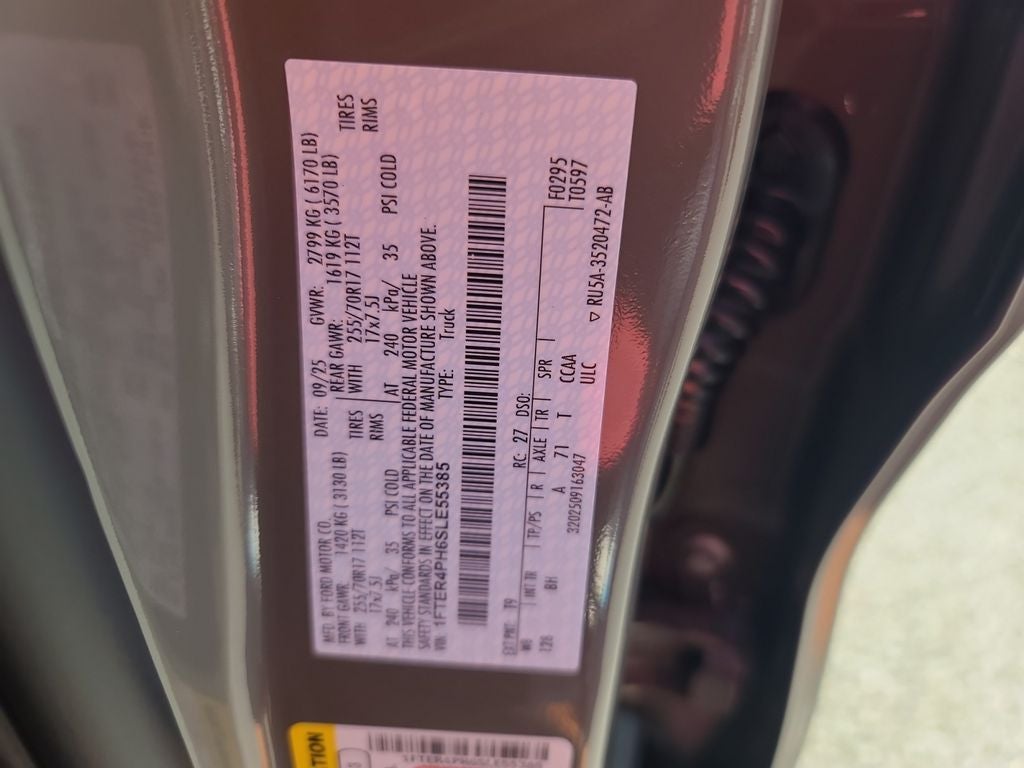 MFD. BY FORD MOTOR CO.
DATE: 09/25 GVWR: 2799 KG ( 6170 LB)
FRONT GAWR: 1420 KG ( 3130 LB) REAR GAWR: 1619 KG ( 3570 LB)
WITH 255/70R17 112T TIRES WITH 255/70R17 112T TIRES
17x7.5J RIMS 17x7.5J RIMS
AT 240 kPa/ 35 PSI COLD AT 240 kPa/ 35 PSI COLD
THIS VEHICLE CONFORMS TO ALL APPLICABLE FEDERAL MOTOR VEHICLE
SAFETY STANDARDS IN EFFECT ON THE DATE OF MANUFACTURE SHOWN ABOVE.
VIN: 1FTER4PH6SLE55385 TYPE: Truck
F0295
T0597
EXT PNT: T9 RC: 27 DSO:
WB INT TR TP/PS R AXLE TR SPR
128 BH A 71 T CCAA
3202509163047 ULC
▽ RU5A-3520472-AB
TION